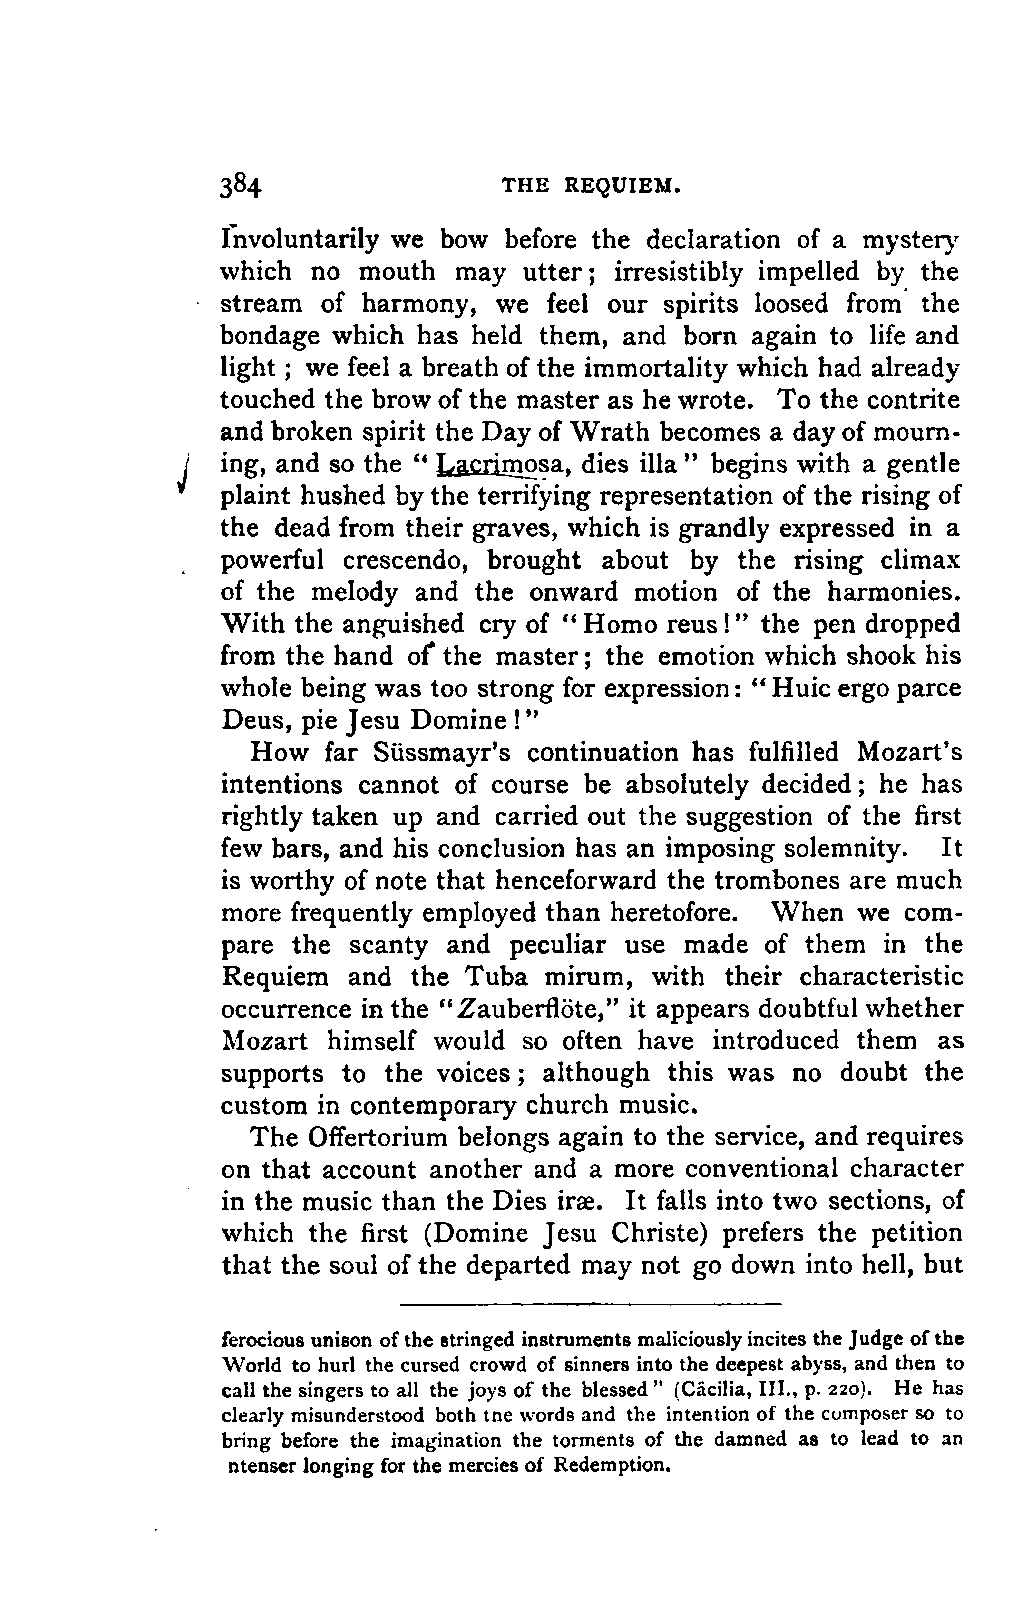 384 THE REQUIEM.
Involuntarily we bow before the declaration of a mystery
which no mouth may utter; irresistibly impelled by the
stream of harmony, we feel our spirits loosed from the
bondage which has held them, and born again to life and
light; we feel a breath of the immortality which had already
touched the brow of the master as he wrote. To the contrite
and broken spirit the Day of Wrath becomes a day of mourn-
ing, and so the "Lacrimosa, dies illa" begins with a gentle
plaint hushed by the terrifying representation of the rising of
the dead from their graves, which is grandly expressed in a
powerful crescendo, brought about by the rising climax
of the melody and the onward motion of the harmonies.
With the anguished cry of "Homo reus!" the pen dropped
from the hand of the master; the emotion which shook his
whole being was too strong for expression: "Huic ergo parce
Deus, pie Jesu Domine!"
How far Süssmayr's continuation has fulfilled Mozart's
intentions cannot of course be absolutely decided; he has
rightly taken up and carried out the suggestion of the first
few bars, and his conclusion has an imposing solemnity. It
is worthy of note that henceforward the trombones are much
more frequently employed than heretofore. When we com-
pare the scanty and peculiar use made of them in the
Requiem and the Tuba mirum, with their characteristic
occurrence in the "Zauberflöte," it appears doubtful whether
Mozart himself would so often have introduced them as
supports to the voices; although this was no doubt the
custom in contemporary church music.
The Offertorium belongs again to the service, and requires
on that account another and a more conventional character
in the music than the Dies iræ. It falls into two sections, of
which the first (Domine Jesu Christe) prefers the petition
that the soul of the departed may not go down into hell, but
ferocious unison of the stringed instruments maliciously incites the Judge of the
World to hurl the cursed crowd of sinners into the deepest abyss, and then to
call the singers to all the joys of the blessed" (Cäcilia, III., p. 220). He has
clearly misunderstood both tne words and the intention of the composer so to
bring before the imagination the torments of the damned as to lead to an
ntenser longing for the mercies of Redemption.